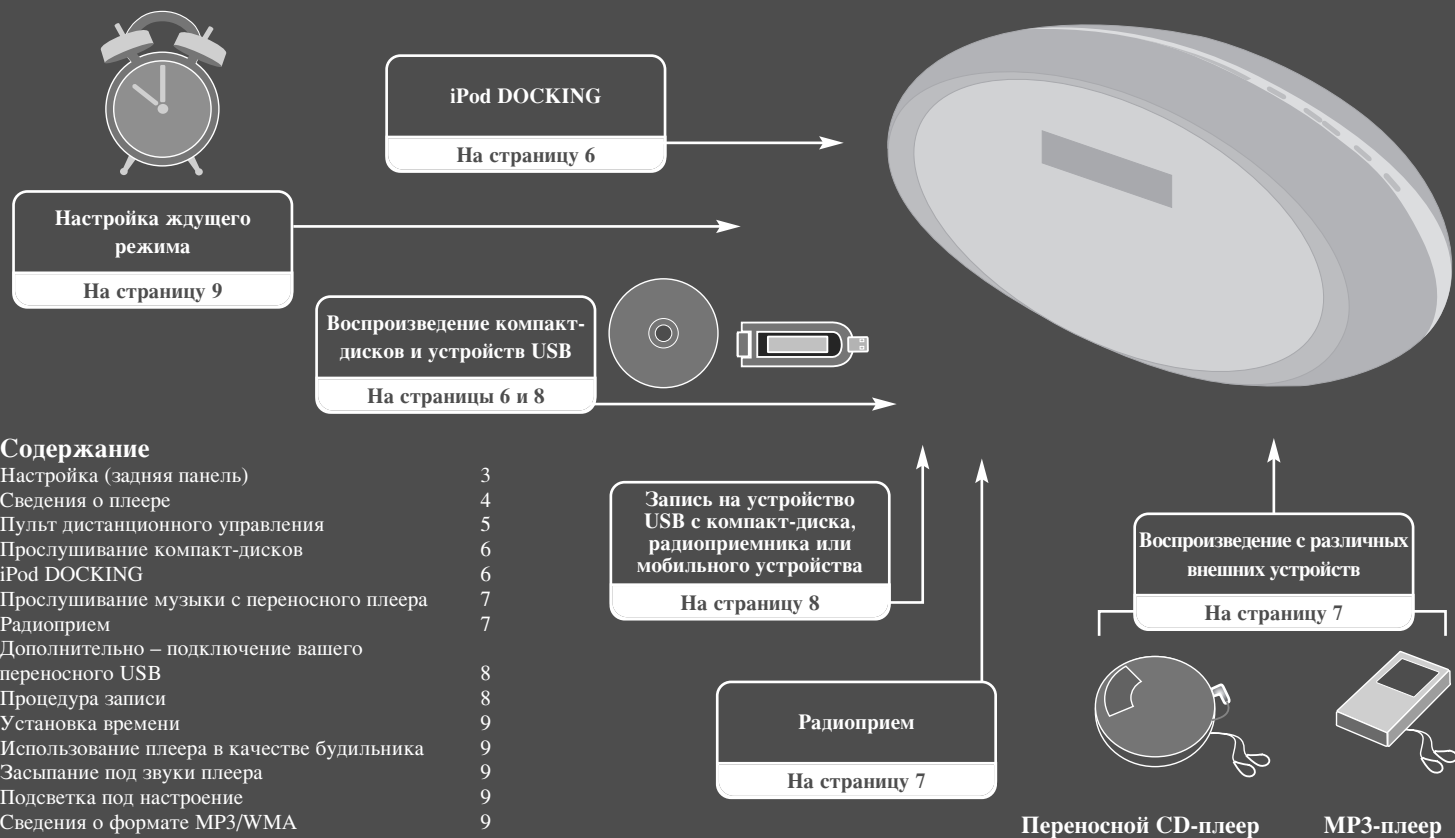 iPod DOCKING
На страницу 6
Настройка ждущего
режима
На страницу 9
Воспроизведение компакт-
дисков и устройств USB
На страницы 6 и 8
Содержание
Настройка (задняя панель) 3
Сведения о плеере 4
Пульт дистанционного управления 5
Прослушивание компакт-дисков 6
iPod DOCKING 6
Прослушивание музыки с переносного плеера 7
Радиоприем 7
Дополнительно – подключение вашего
переносного USB 8
Процедура записи 8
Установка времени 9
Использование плеера в качестве будильника 9
Засыпание под звуки плеера 9
Подсветка под настроение 9
Сведения о формате MP3/WMA 9
Запись на устройство
USB с компакт-диска,
радиоприемника или
мобильного устройства
На страницу 8
Радиоприем
На страницу 7
Воспроизведение с различных
внешних устройств
На страницу 7
Переносной CD-плеер
MP3-плеер